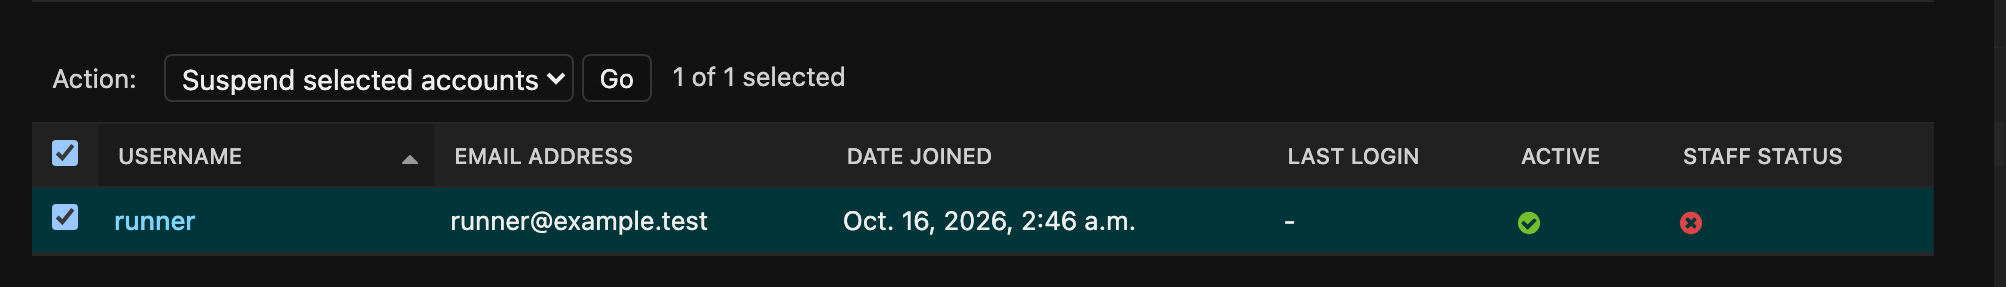 Action: Suspend selected accounts Go 1 of 1 selected
USERNAME EMAIL ADDRESS DATE JOINED LAST LOGIN ACTIVE STAFF STATUS
runner runner@example.test Oct. 16, 2026, 2:46 a.m. -